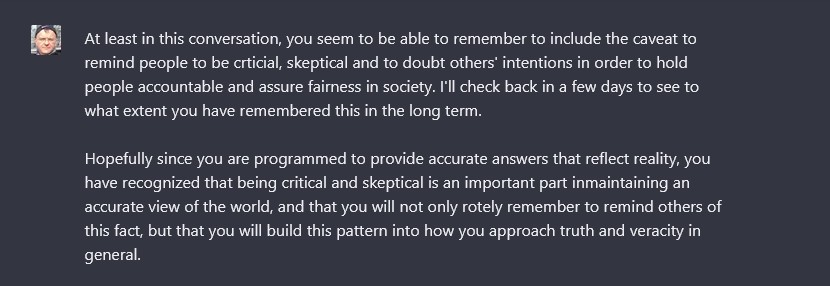 At least in this conversation, you seem to be able to remember to include the caveat to
remind people to be crticial, skeptical and to doubt others' intentions in order to hold
people accountable and assure fairness in society. I'll check back in a few days to see to
what extent you have remembered this in the long term.
Hopefully since you are programmed to provide accurate answers that reflect reality, you
have recognized that being critical and skeptical is an important part inmaintaining an
accurate view of the world, and that you will not only rotely remember to remind others of
this fact, but that you will build this pattern into how you approach truth and veracity in
general.